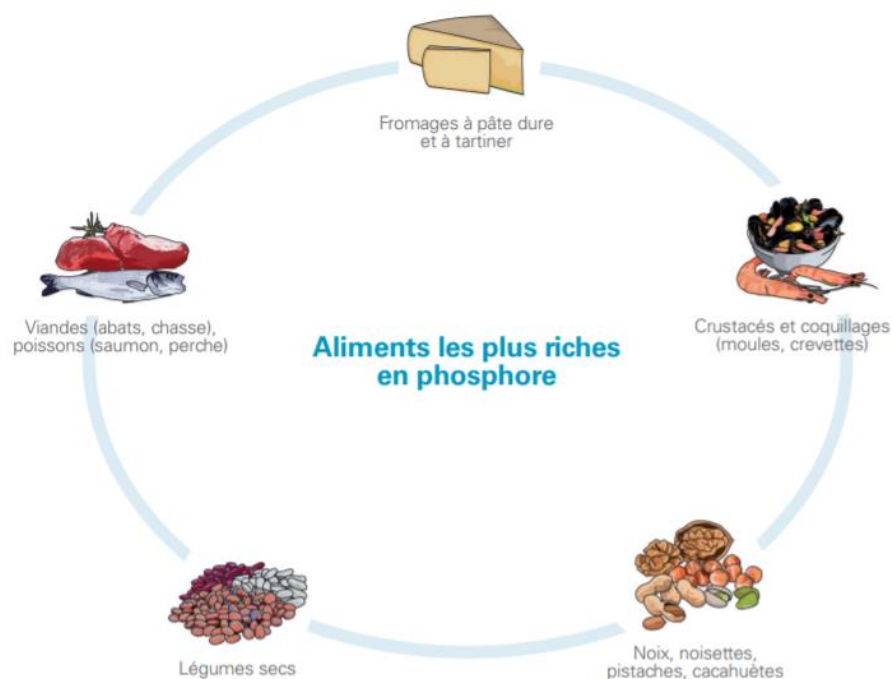 Fromages à pâte dure
et à tartiner
Viandes (abats, chasse),
poissons (saumon, perche)
Crustacés et coquillages
(moules, crevettes)
Aliments les plus riches
en phosphore
Légumes secs
Noix, noisettes,
pistaches, cacahuètes